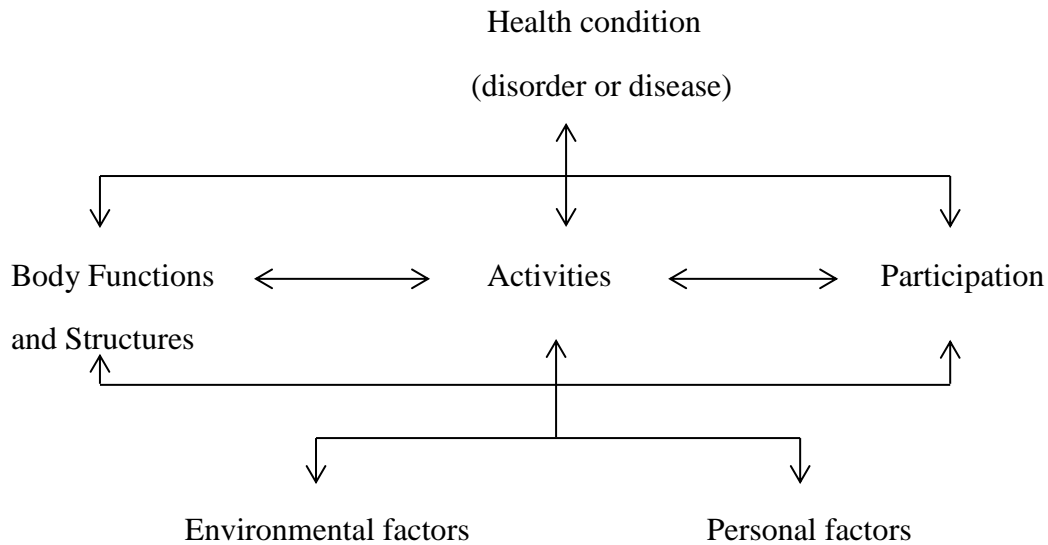 Health condition
(disorder or disease)
Body Functions
and Structures
Activities
Participation
Environmental factors
Personal factors